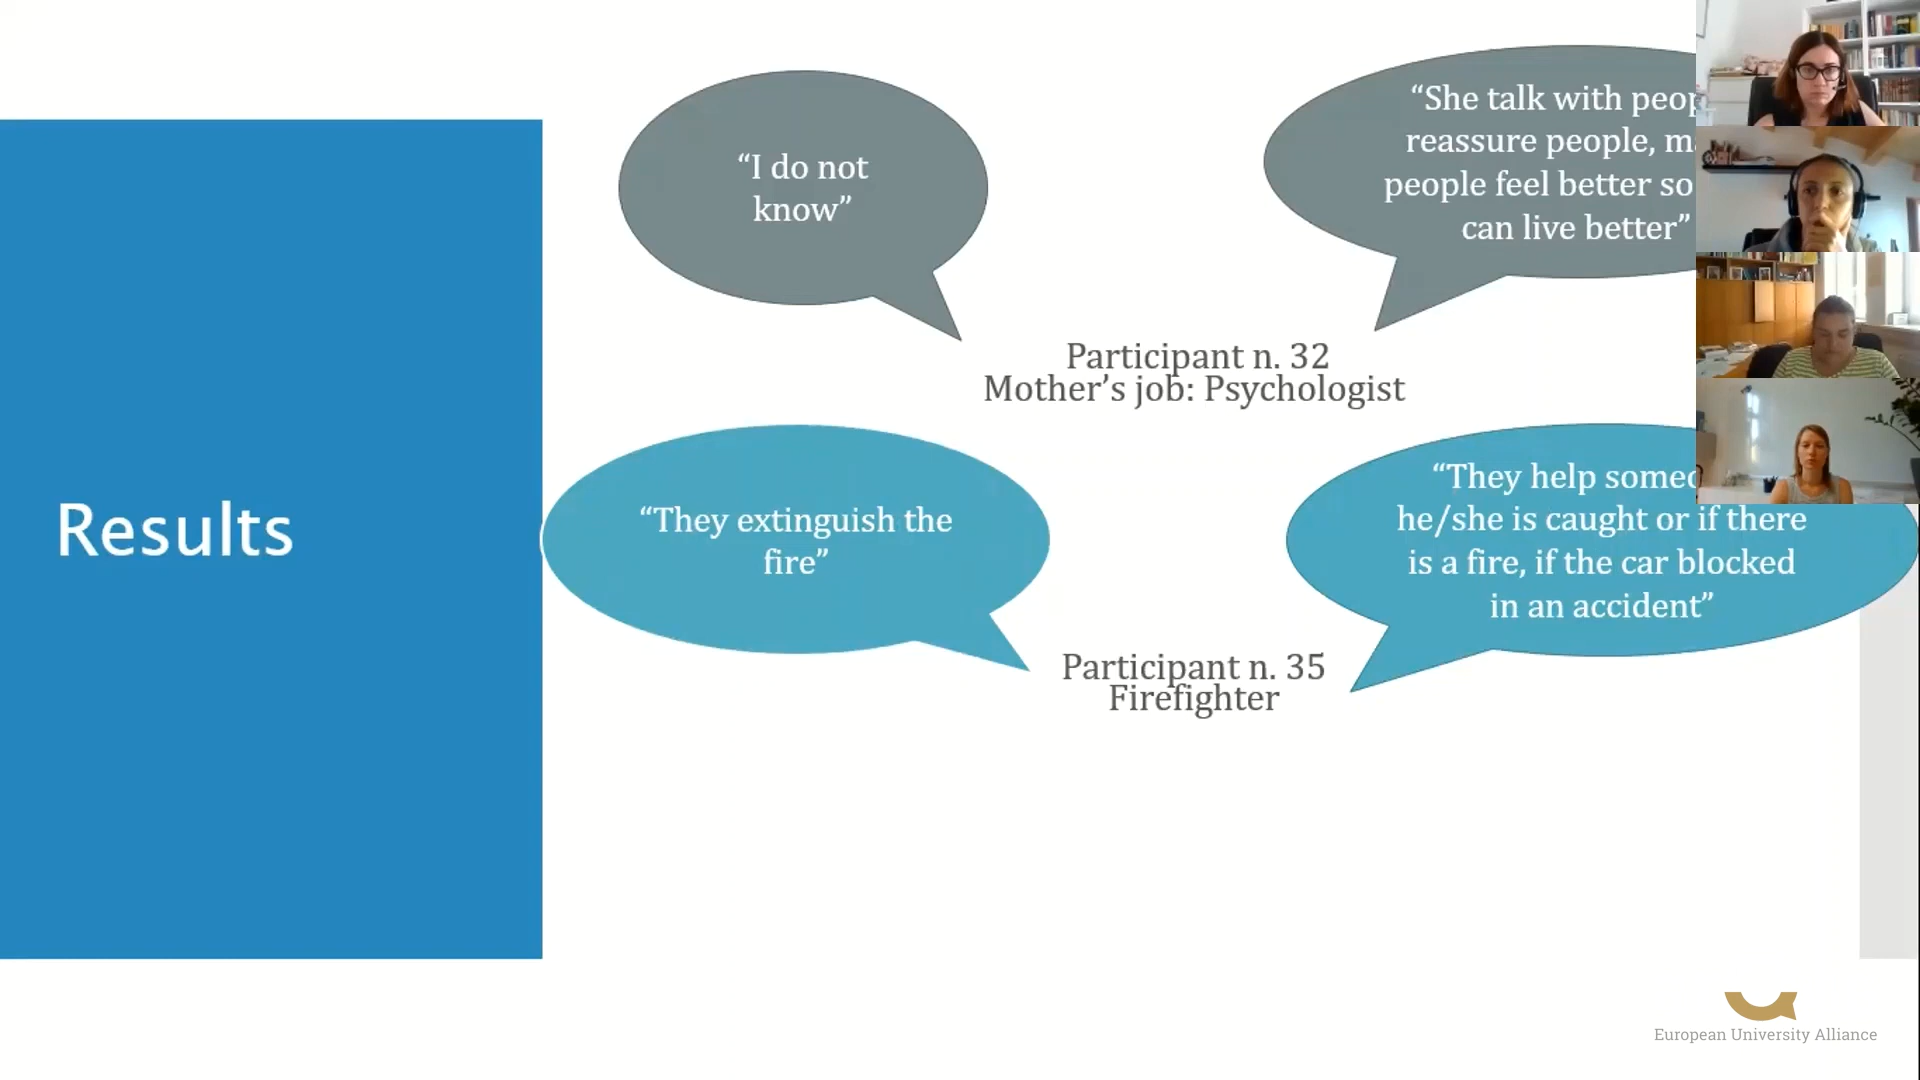 “I do not
know”
“She talk with
reassure people,
people feel better so
can live better”
Participant n. 32
Mother’s job: Psychologist
Results
“They extinguish the
fire”
“They help
he/she is caught or if there
is a fire, if the car blocked
in an accident”
Participant n. 35
Firefighter
European University Alliance